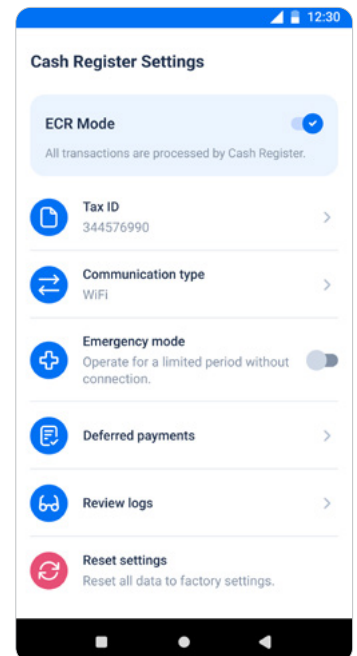 12:30
Cash Register Settings
ECR Mode
All transactions are processed by Cash Register.
Tax ID
344576990
Communication type
WiFi
Emergency mode
Operate for a limited period without
connection.
Deferred payments
Review logs
Reset settings
Reset all data to factory settings.